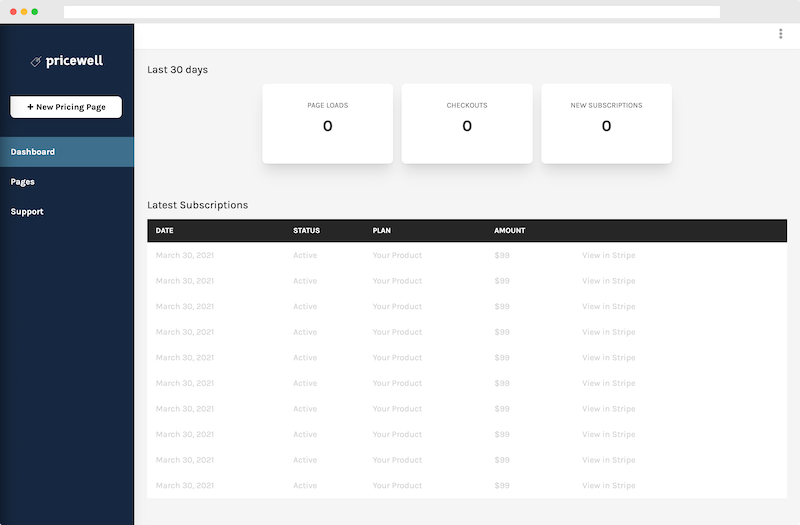 pricewell
+ New Pricing Page
Dashboard
Pages
Support
Last 30 days
PAGE LOADS CHECKOUTS NEW SUBSCRIPTIONS
0 0 0
Latest Subscriptions
DATE STATUS PLAN AMOUNT
March 30, 2021 Active Your Product $99 View in Stripe
March 30, 2021 Active Your Product $99 View in Stripe
March 30, 2021 Active Your Product $99 View in Stripe
March 30, 2021 Active Your Product $99 View in Stripe
March 30, 2021 Active Your Product $99 View in Stripe
March 30, 2021 Active Your Product $99 View in Stripe
March 30, 2021 Active Your Product $99 View in Stripe
March 30, 2021 Active Your Product $99 View in Stripe
March 30, 2021 Active Your Product $99 View in Stripe
March 30, 2021 Active Your Product $99 View in Stripe